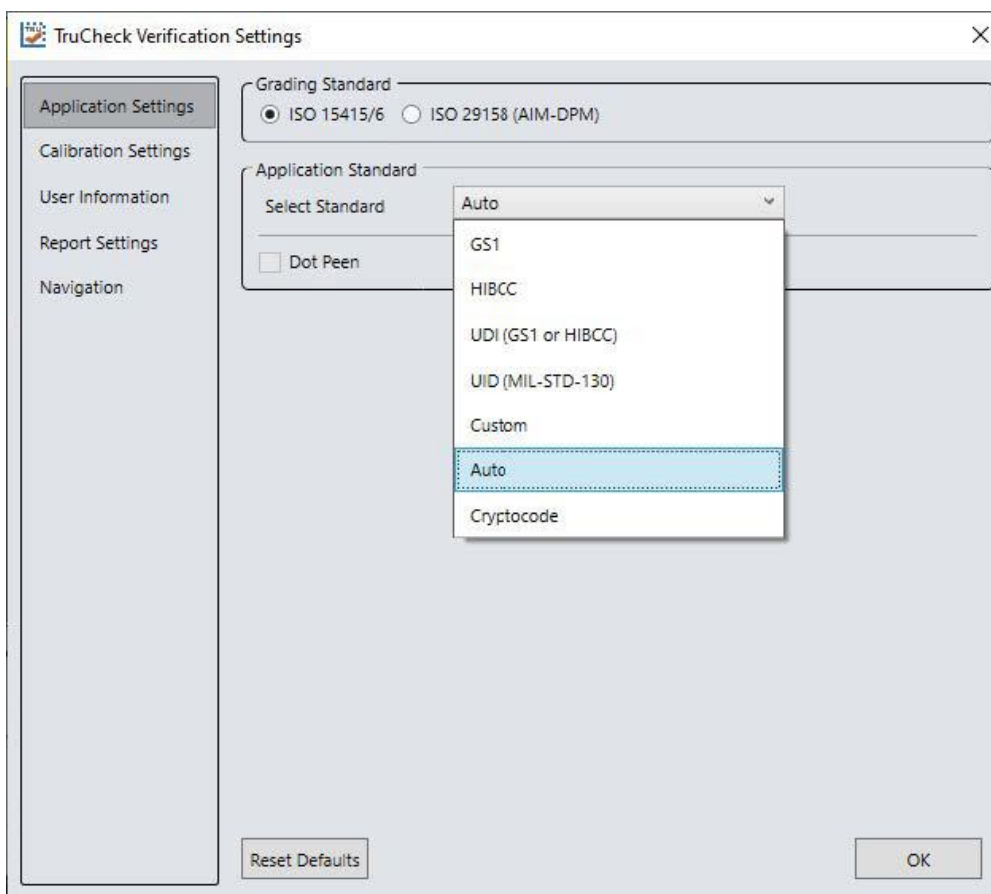 TruCheck Verification Settings
Application Settings
Calibration Settings
User Information
Report Settings
Navigation
Grading Standard
ISO 15415/6 ISO 29158 (AIM-DPM)
Application Standard
Select Standard Auto
Dot Peen
GS1
HIBCC
UDI (GS1 or HIBCC)
UID (MIL-STD-130)
Custom
Auto
Cryptocode
Reset Defaults OK